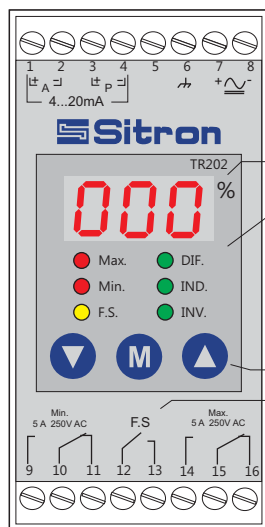 1 2 3 4 5 6 7 8
+ A - + P - + -
4...20mA
Sitron
TR202
000 %
Max. DIF.
Min. IND.
F.S. INV.
M
Min. F.S Max.
5 A 250V AC 5 A 250V AC
9 10 11 12 13 14 15 16